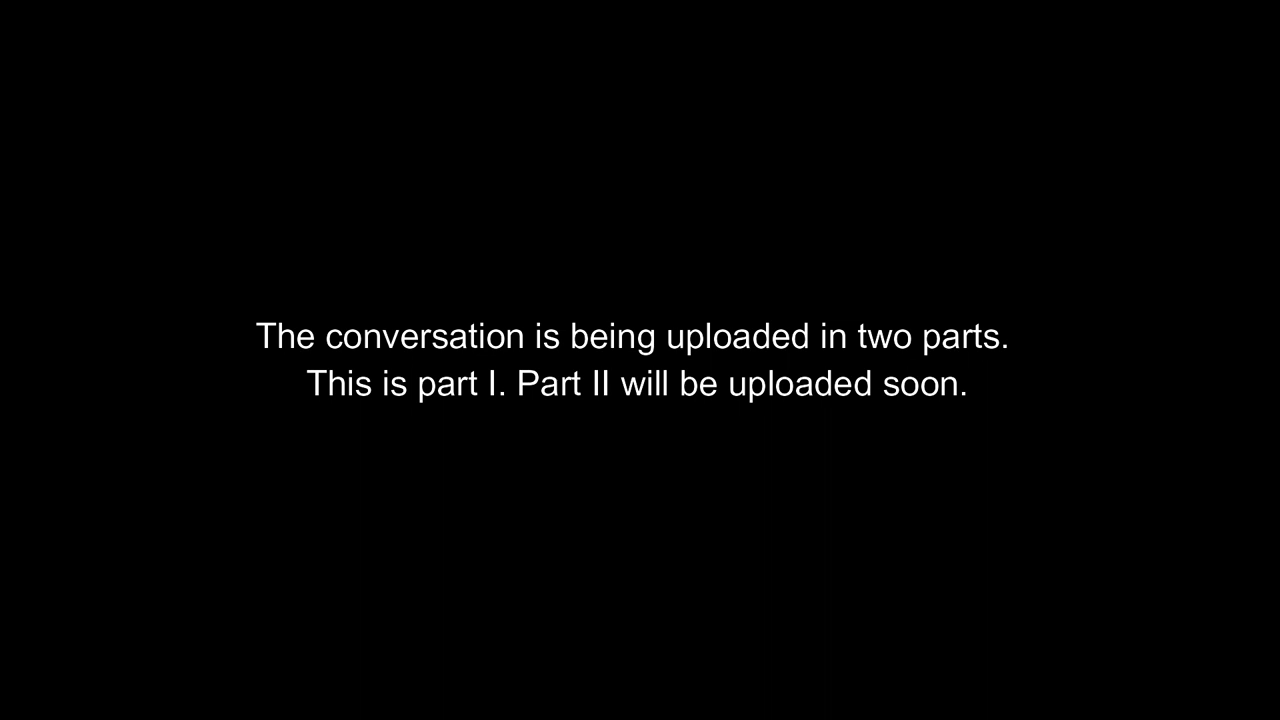 The conversation is being uploaded in two parts.
This is part I. Part II will be uploaded soon.